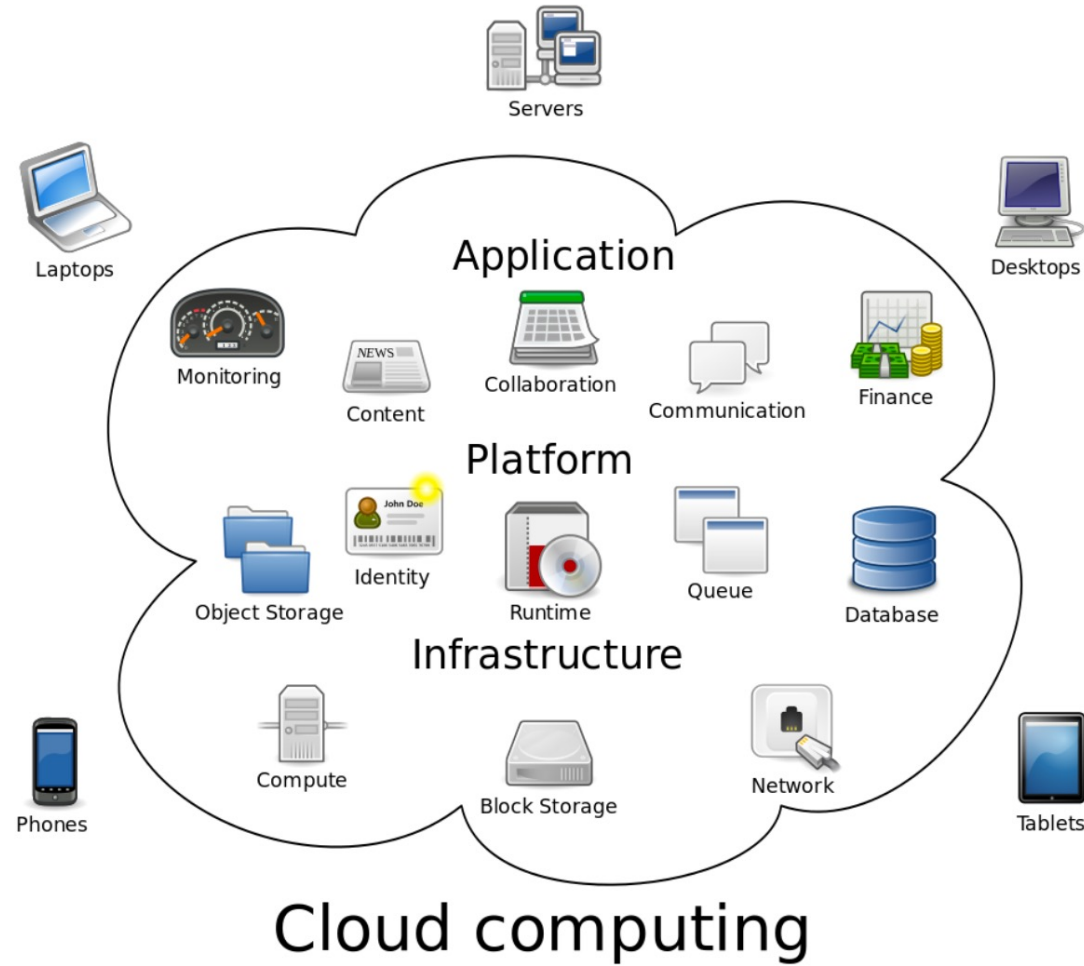 Servers
Laptops
Desktops
Application
Monitoring
NEWS
Content
Collaboration
Communication
Finance
Platform
John Doe
Object Storage
Identity
Runtime
Queue
Database
Infrastructure
Compute
Block Storage
Network
Phones
Tablets
Cloud computing